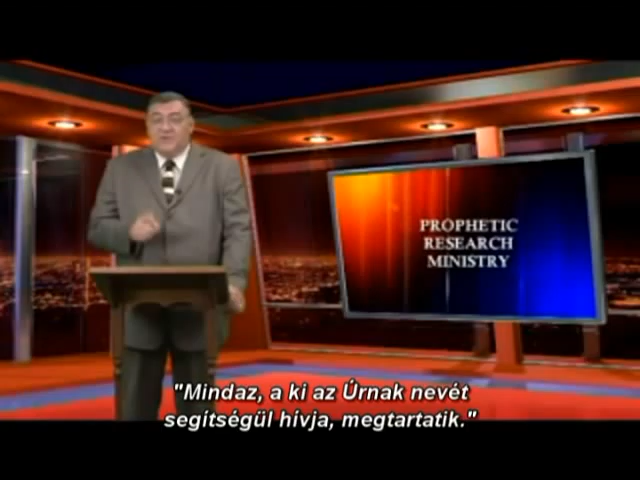 PROPHETIC
RESEARCH
MINISTRY
"Mindaz, a ki az Úrnak nevét
segítségül hívja, megtartatik."